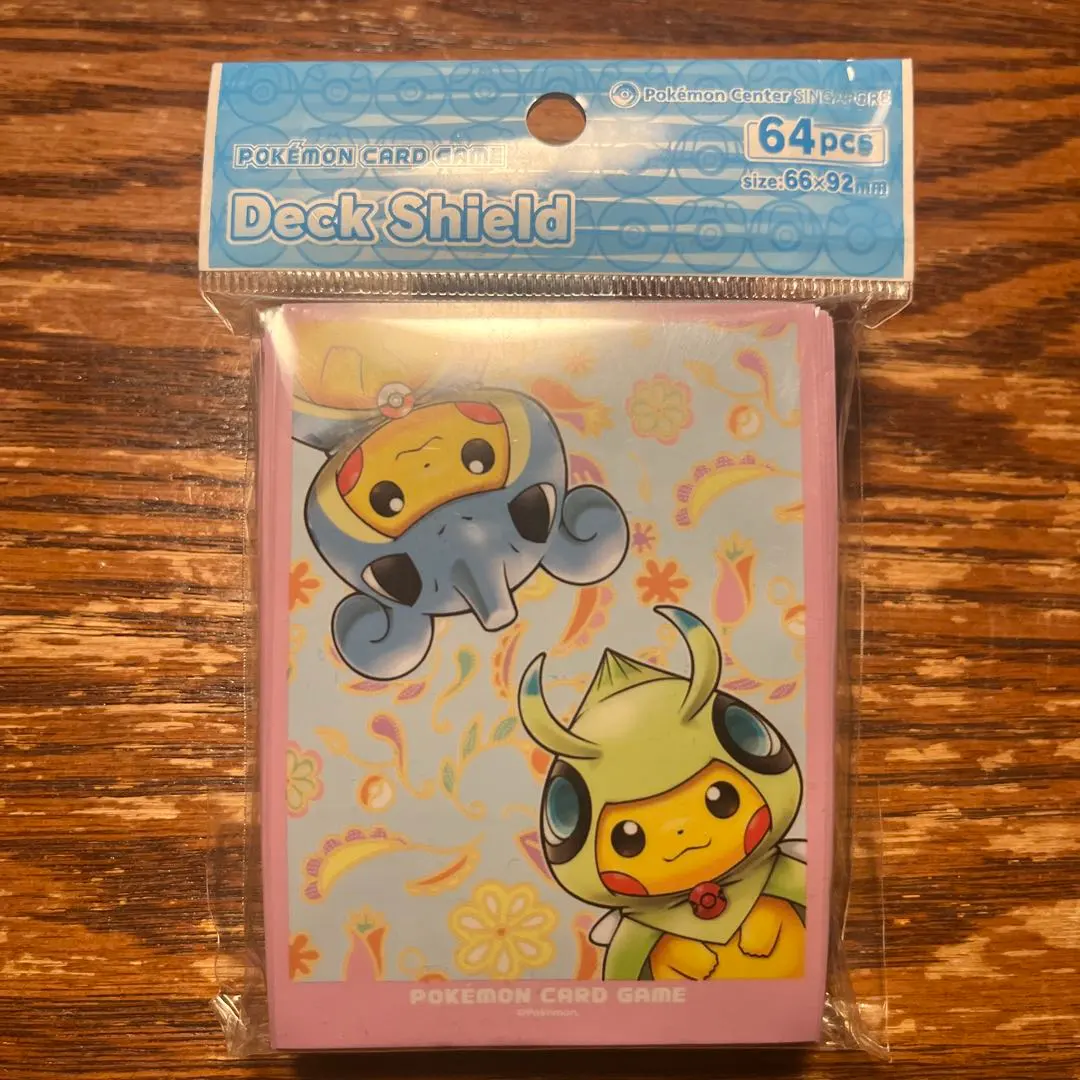 Pokémon Center SINGAPORE
64pcs
size:66×92mm
POKÉMON CARD GAME
Deck Shield
POKÉMON CARD GAME
©Pokémon.